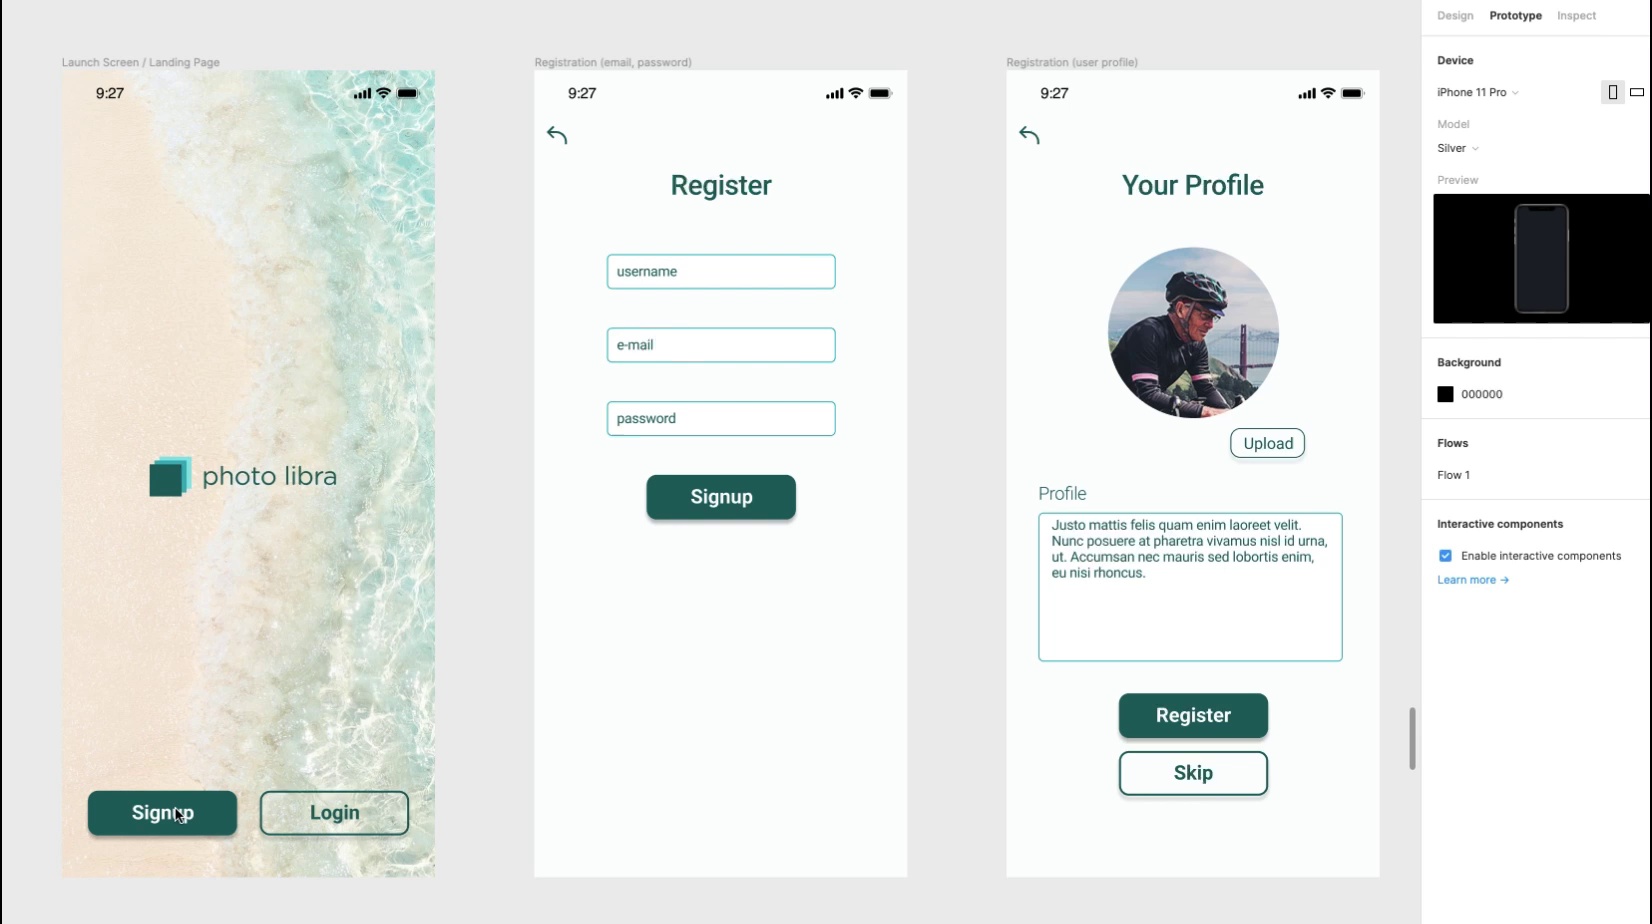 Launch Screen / Landing Page
9:27
photo libra
Signup
Login
Registration (email, password)
9:27
Register
username
e-mail
password
Signup
Registration (user profile)
9:27
Your Profile
Upload
Profile
Justo mattis felis quam enim laoreet velit.
Nunc posuere at pharetra vivamus nisl id urna,
ut. Accumsan nec mauris sed lobortis enim,
eu nisi rhoncus.
Register
Skip
Design Prototype Inspect
Device
iPhone 11 Pro
Model
Silver
Preview
Background
000000
Flows
Flow 1
Interactive components
Enable interactive components
Learn more →